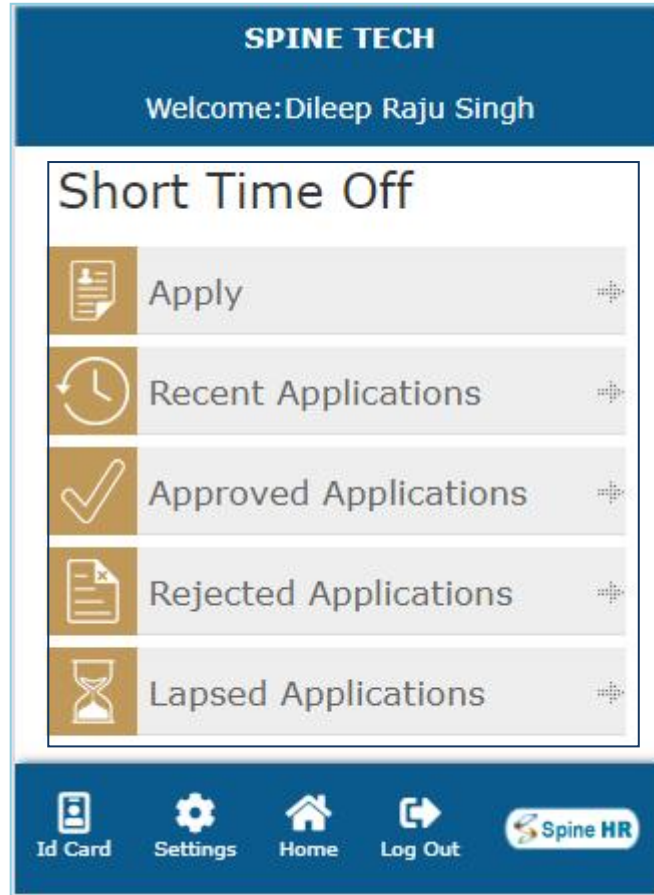 SPINE TECH
Welcome:Dileep Raju Singh
Short Time Off
Apply
Recent Applications
Approved Applications
Rejected Applications
Lapsed Applications
Id Card Settings Home Log Out Spine HR